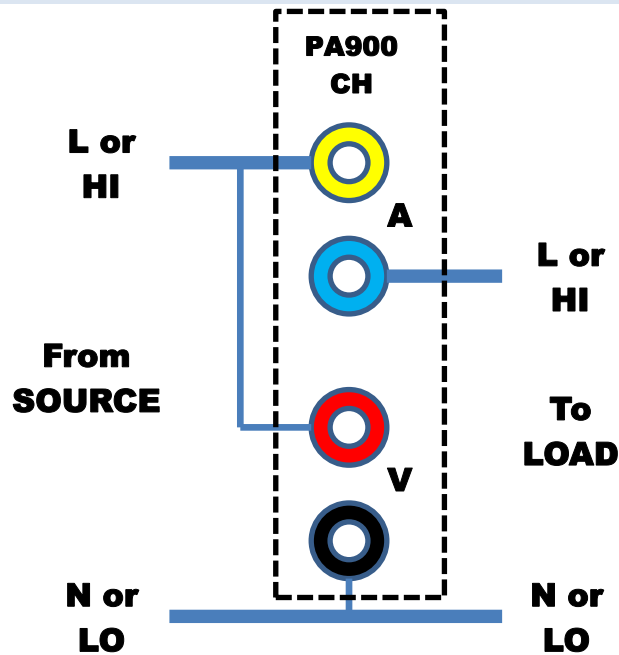 PA900
CH
L or
HI
A
L or
HI
From
SOURCE
To
LOAD
V
N or
LO
N or
LO